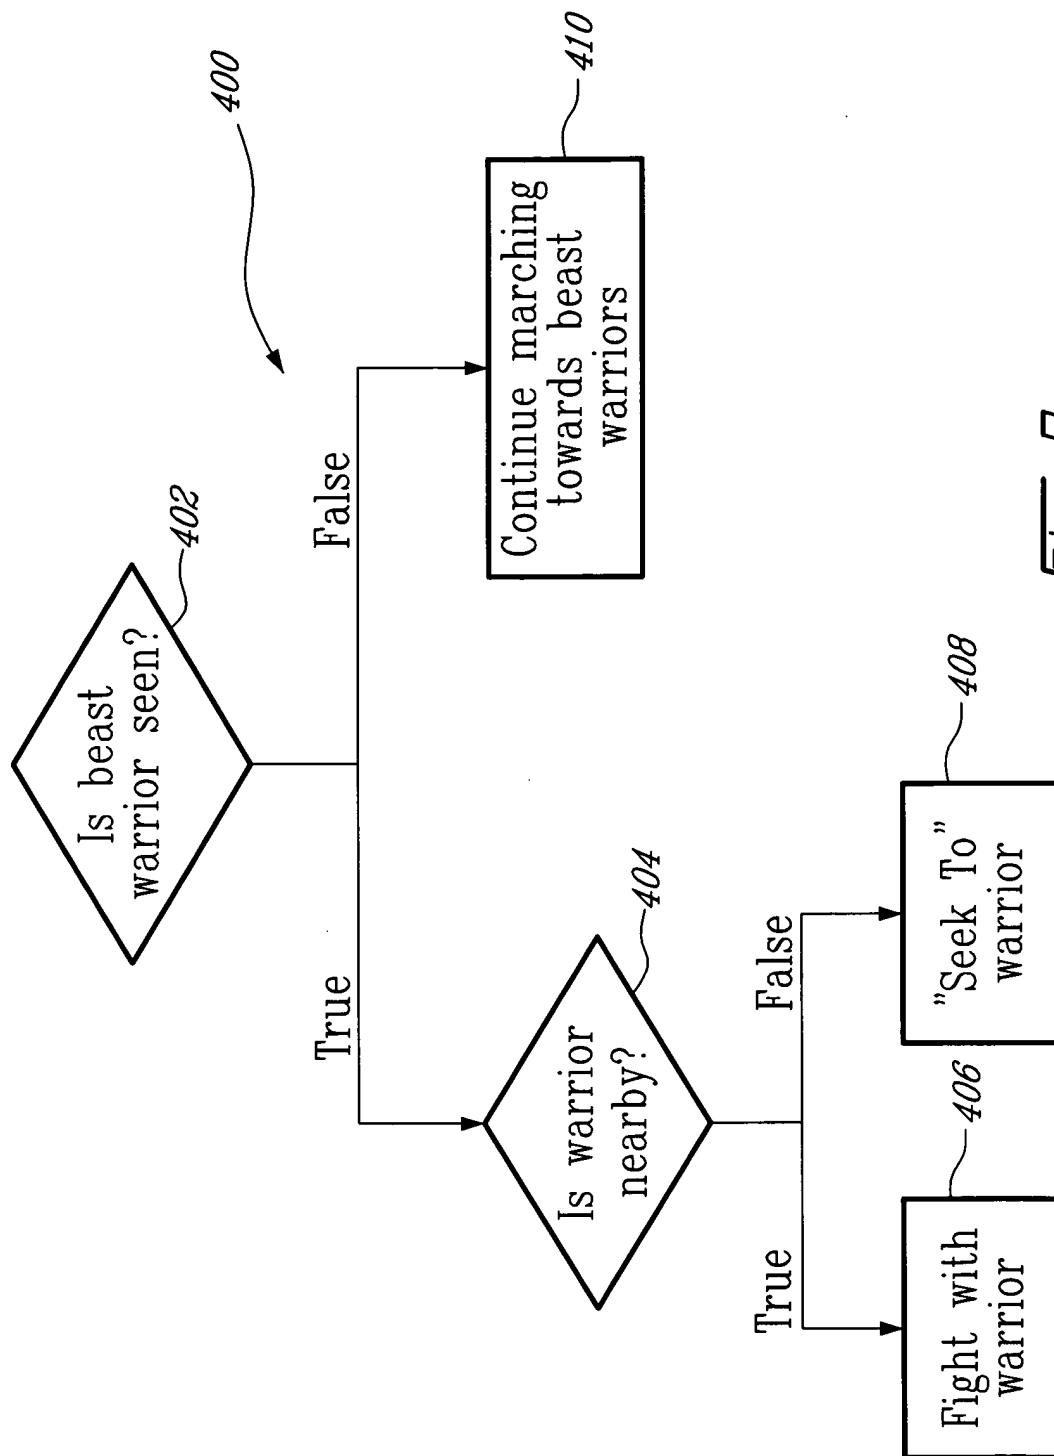 400
Is beast
warrior seen?
402
True
False
Is warrior
nearby?
404
Continue marching
towards beast
warriors
410
True
False
Fight with
warrior
406
"Seek To"
warrior
408